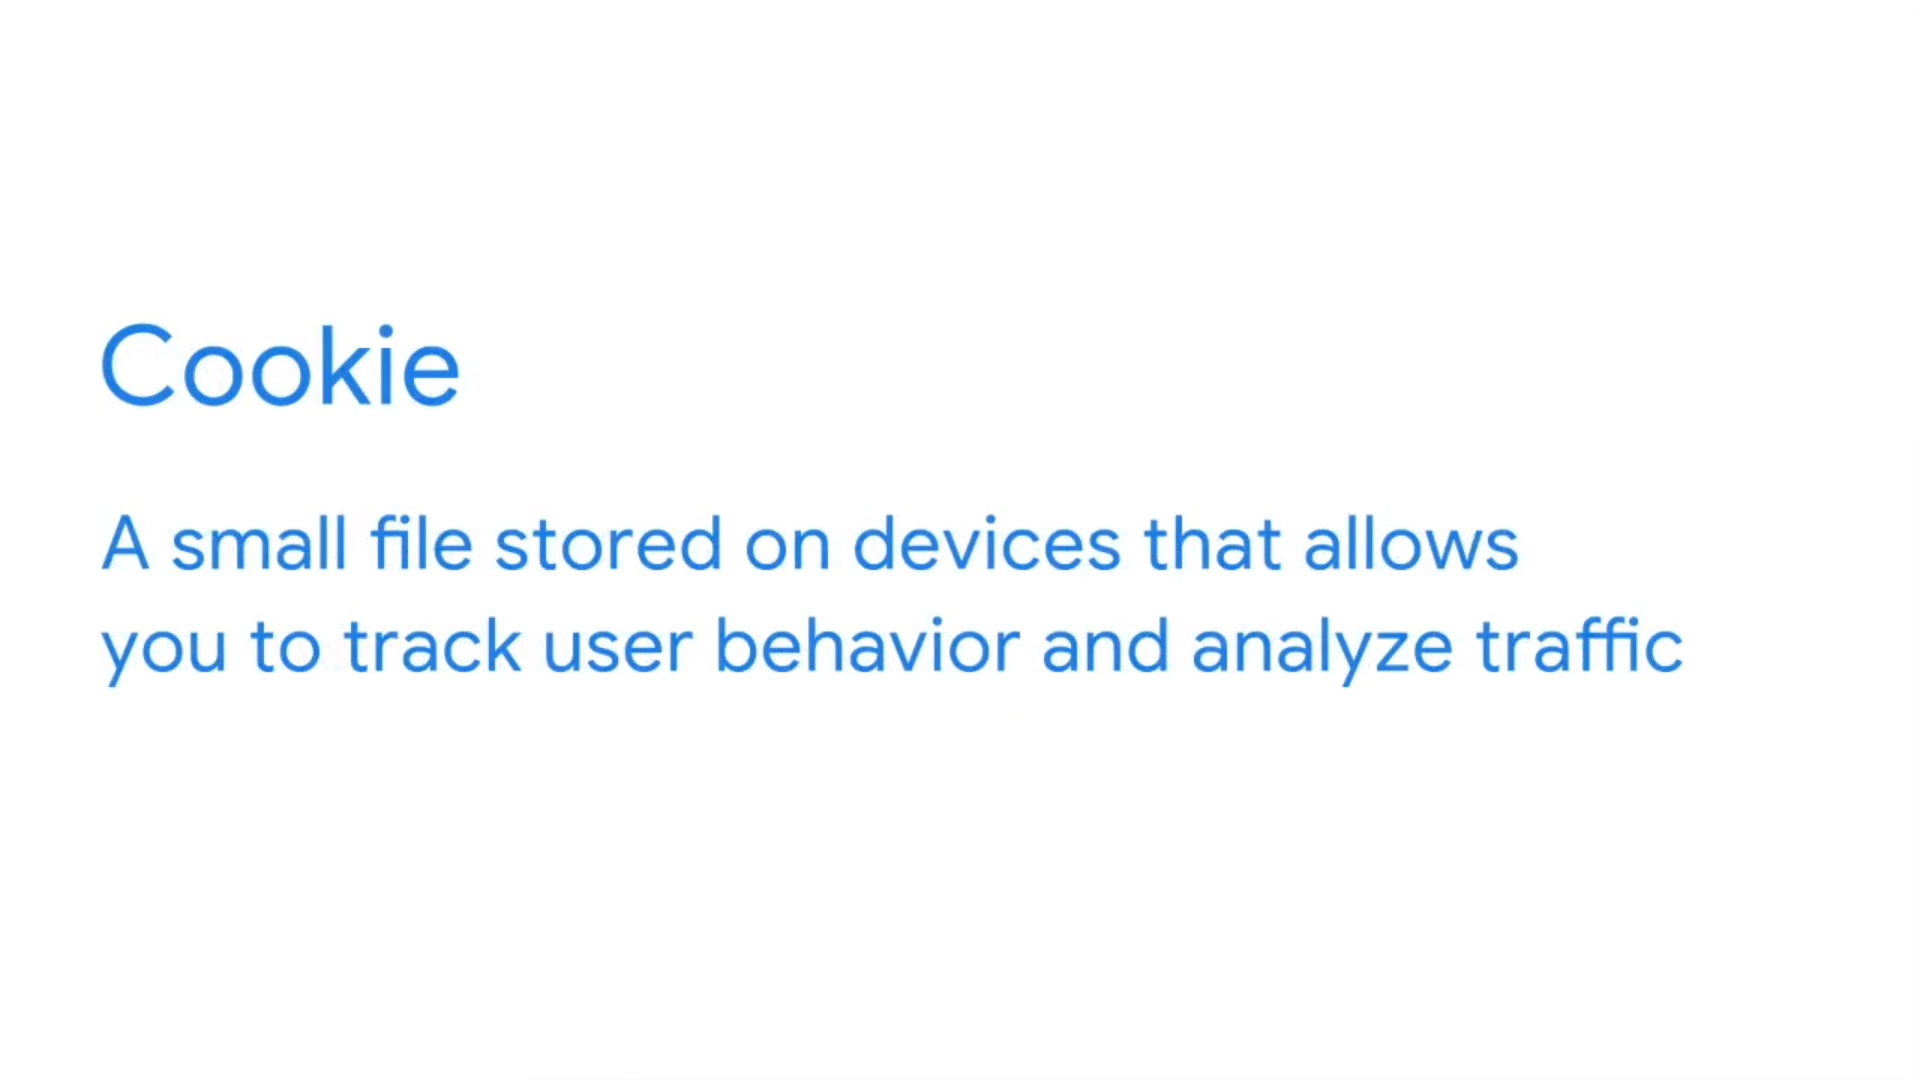 Cookie
A small file stored on devices that allows
you to track user behavior and analyze traffic